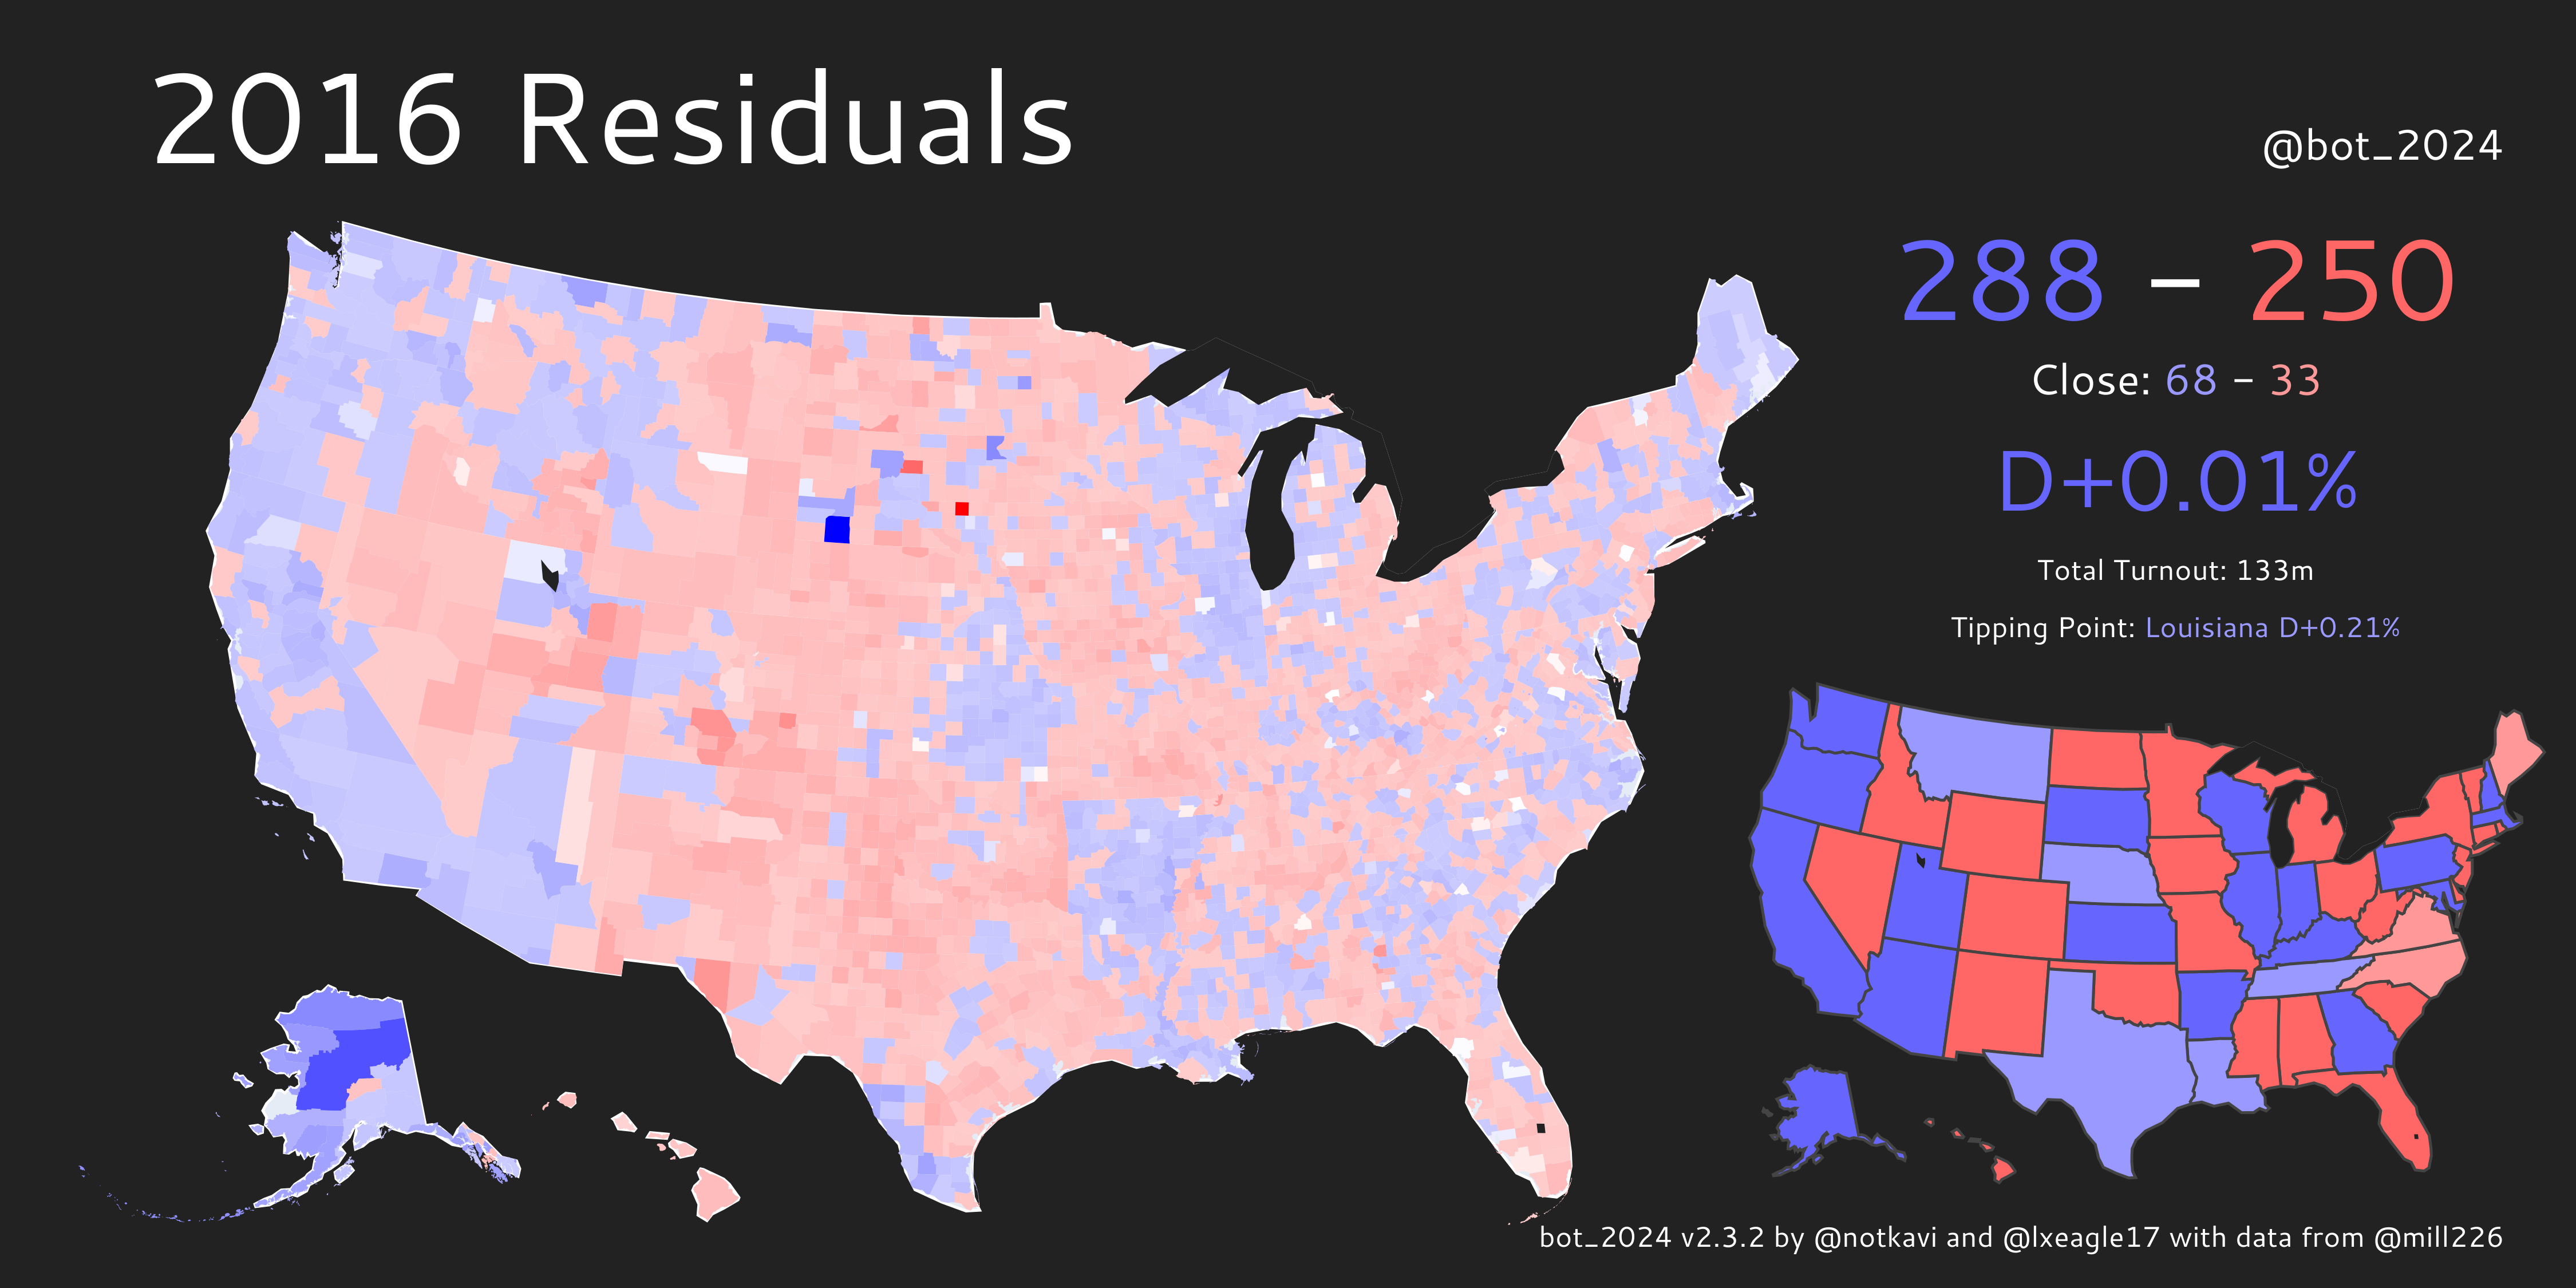 2016 Residuals
@bot_2024
288 – 250
Close: 68 – 33
D+0.01%
Total Turnout: 133m
Tipping Point: Louisiana D+0.21%
bot_2024 v2.3.2 by @notkavi and @lxeagle17 with data from @mill226